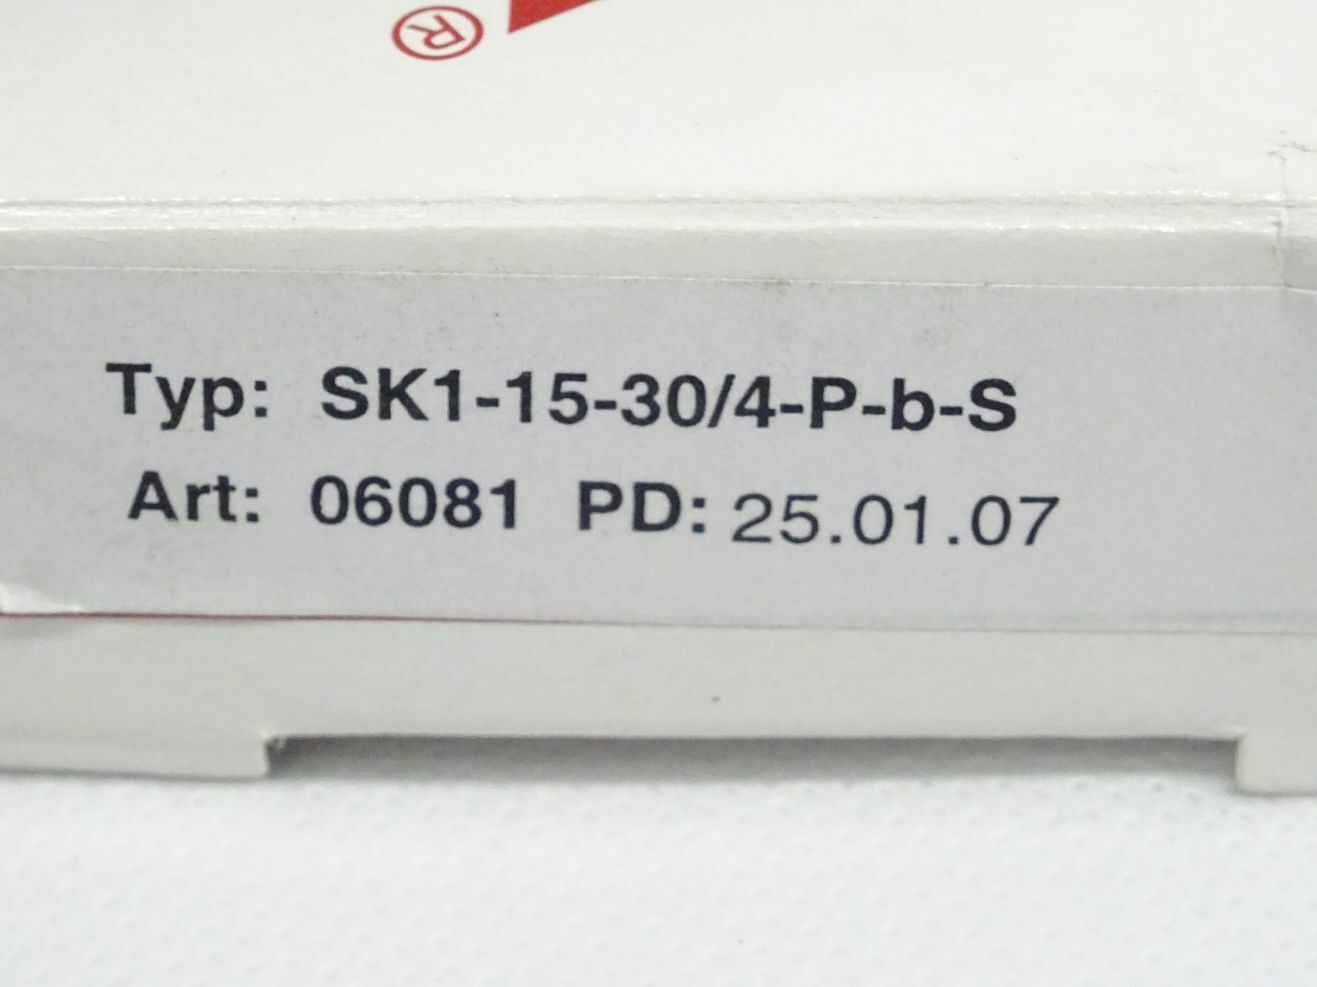 ®
Typ: SK1-15-30/4-P-b-S
Art: 06081 PD: 25.01.07